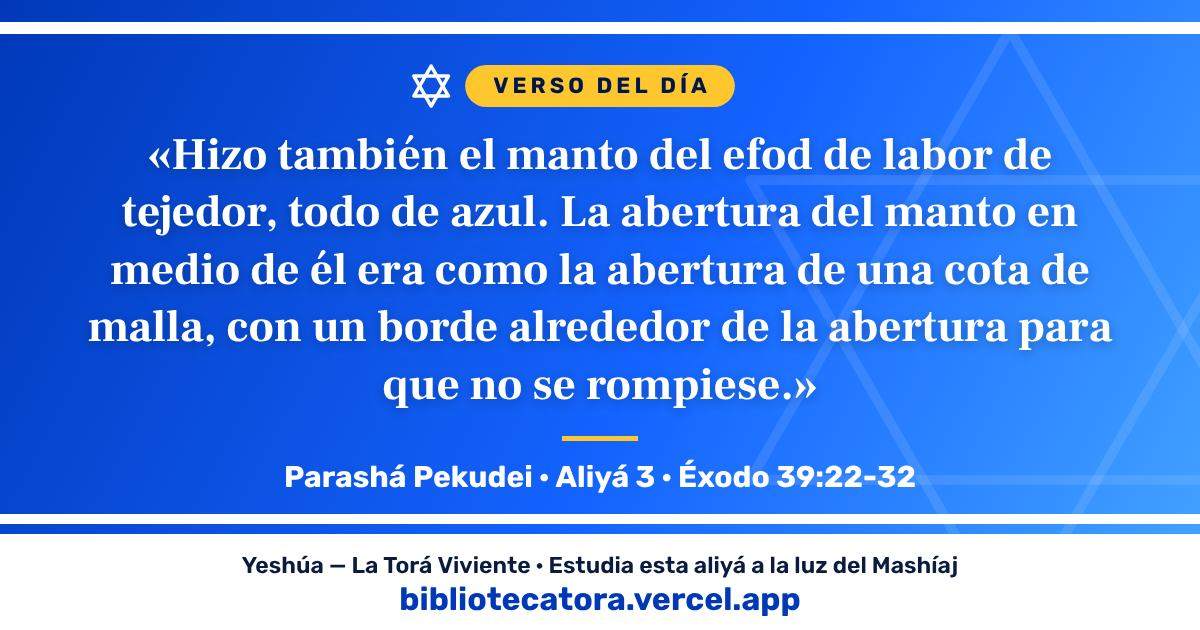 VERSO DEL DÍA
«Hizo también el manto del efod de labor de
tejedor, todo de azul. La abertura del manto en
medio de él era como la abertura de una cota de
malla, con un borde alrededor de la abertura para
que no se rompiese.»
Parashá Pekudei • Aliyá 3 • Éxodo 39:22-32
Yeshúa — La Torá Viviente • Estudia esta aliyá a la luz del Mashíaj
bibliotecatora.vercel.app